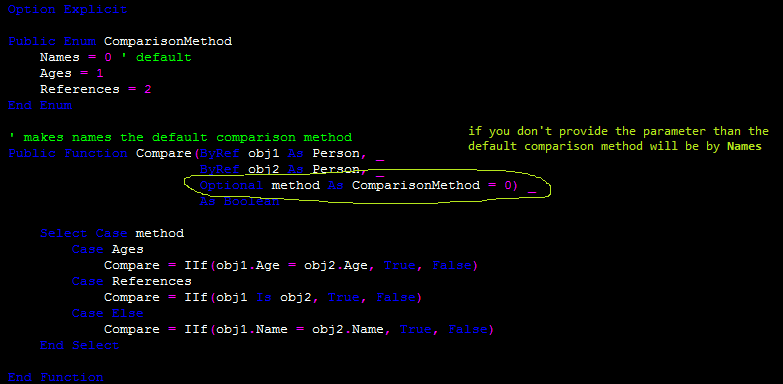 Option Explicit
Public Enum ComparisonMethod
Names = 0 ' default
Ages = 1
References = 2
End Enum
' makes names the default comparison method
if you don't provide the parameter than the
default comparison method will be by Names
Public Function Compare(ByRef obj1 As Person, _
ByRef obj2 As Person, _
Optional method As ComparisonMethod = 0) _
As Boolean
Select Case method
Case Ages
Compare = IIf(obj1.Age = obj2.Age, True, False)
Case References
Compare = IIf(obj1 Is obj2, True, False)
Case Else
Compare = IIf(obj1.Name = obj2.Name, True, False)
End Select
End Function